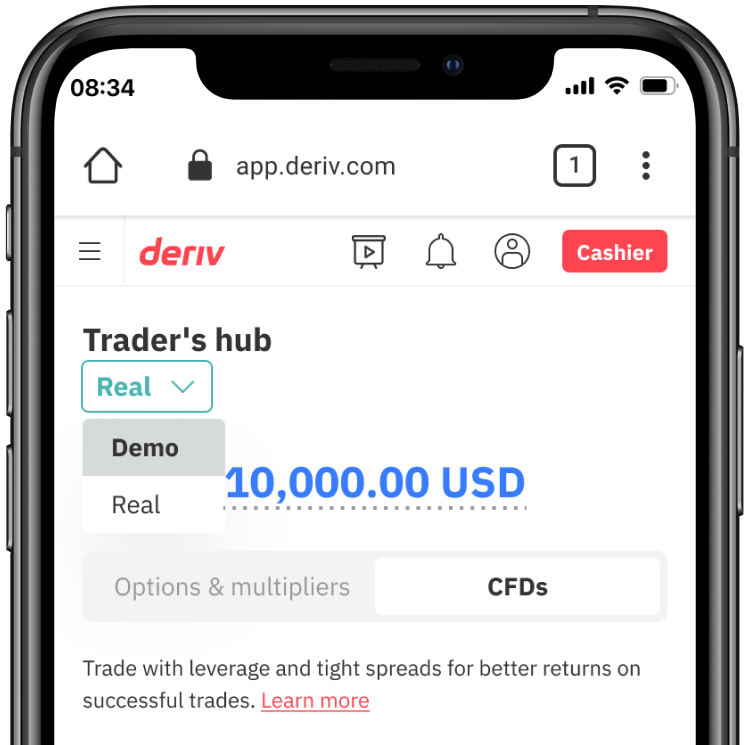 08:34
app.deriv.com
1
deriv
Cashier
Trader's hub
Real
Demo
10,000.00 USD
Real
Options & multipliers
CFDs
Trade with leverage and tight spreads for better returns on
successful trades. Learn more